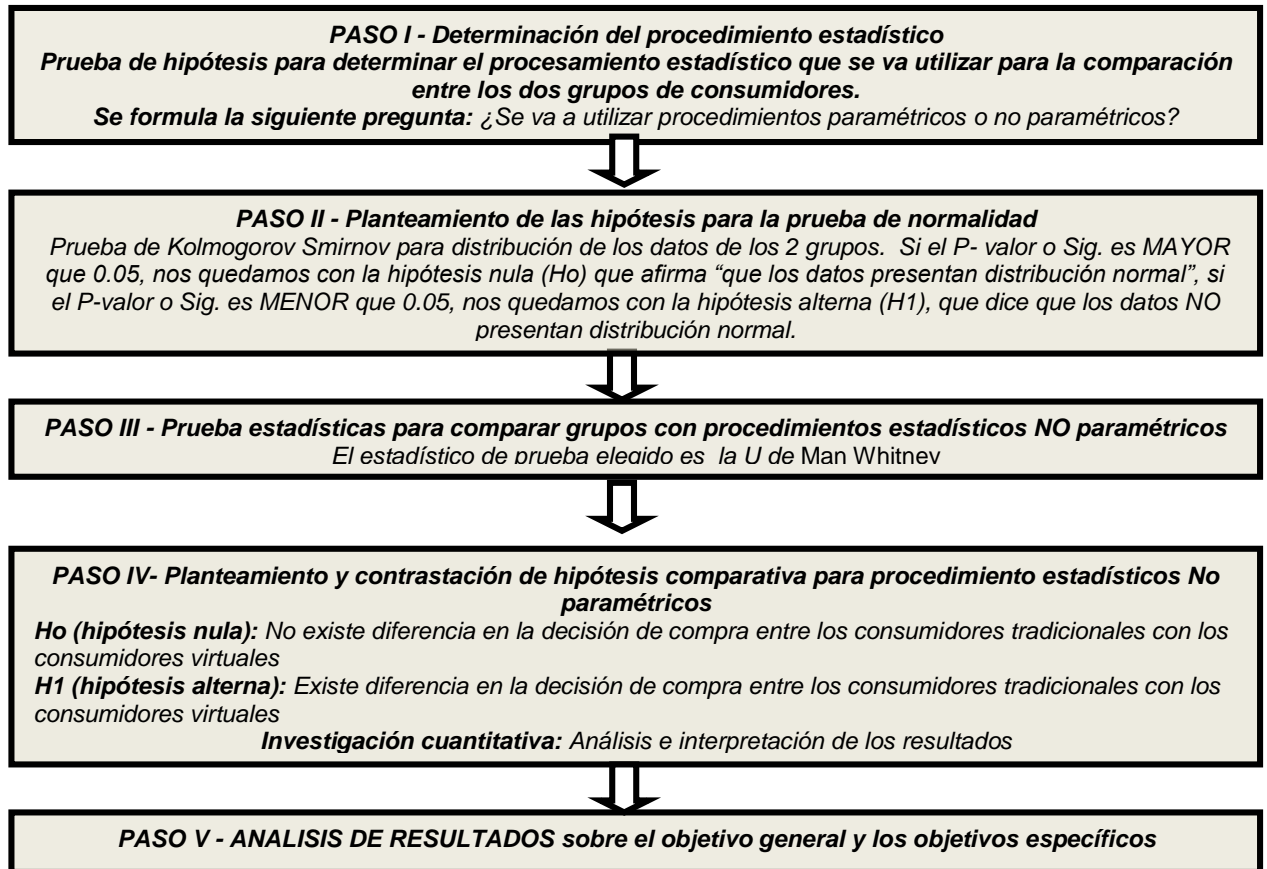 PASO I - Determinación del procedimiento estadístico
Prueba de hipótesis para determinar el procesamiento estadístico que se va utilizar para la comparación
entre los dos grupos de consumidores.
Se formula la siguiente pregunta: ¿Se va a utilizar procedimientos paramétricos o no paramétricos?
PASO II - Planteamiento de las hipótesis para la prueba de normalidad
Prueba de Kolmogorov Smirnov para distribución de los datos de los 2 grupos. Si el P- valor o Sig. es MAYOR
que 0.05, nos quedamos con la hipótesis nula (Ho) que afirma “que los datos presentan distribución normal”, si
el P-valor o Sig. es MENOR que 0.05, nos quedamos con la hipótesis alterna (H1), que dice que los datos NO
presentan distribución normal.
PASO III - Prueba estadísticas para comparar grupos con procedimientos estadísticos NO paramétricos
El estadístico de prueba elegido es la U de Man Whitney
PASO IV- Planteamiento y contrastación de hipótesis comparativa para procedimiento estadísticos No
paramétricos
Ho (hipótesis nula): No existe diferencia en la decisión de compra entre los consumidores tradicionales con los
consumidores virtuales
H1 (hipótesis alterna): Existe diferencia en la decisión de compra entre los consumidores tradicionales con los
consumidores virtuales
Investigación cuantitativa: Análisis e interpretación de los resultados
PASO V - ANALISIS DE RESULTADOS sobre el objetivo general y los objetivos específicos